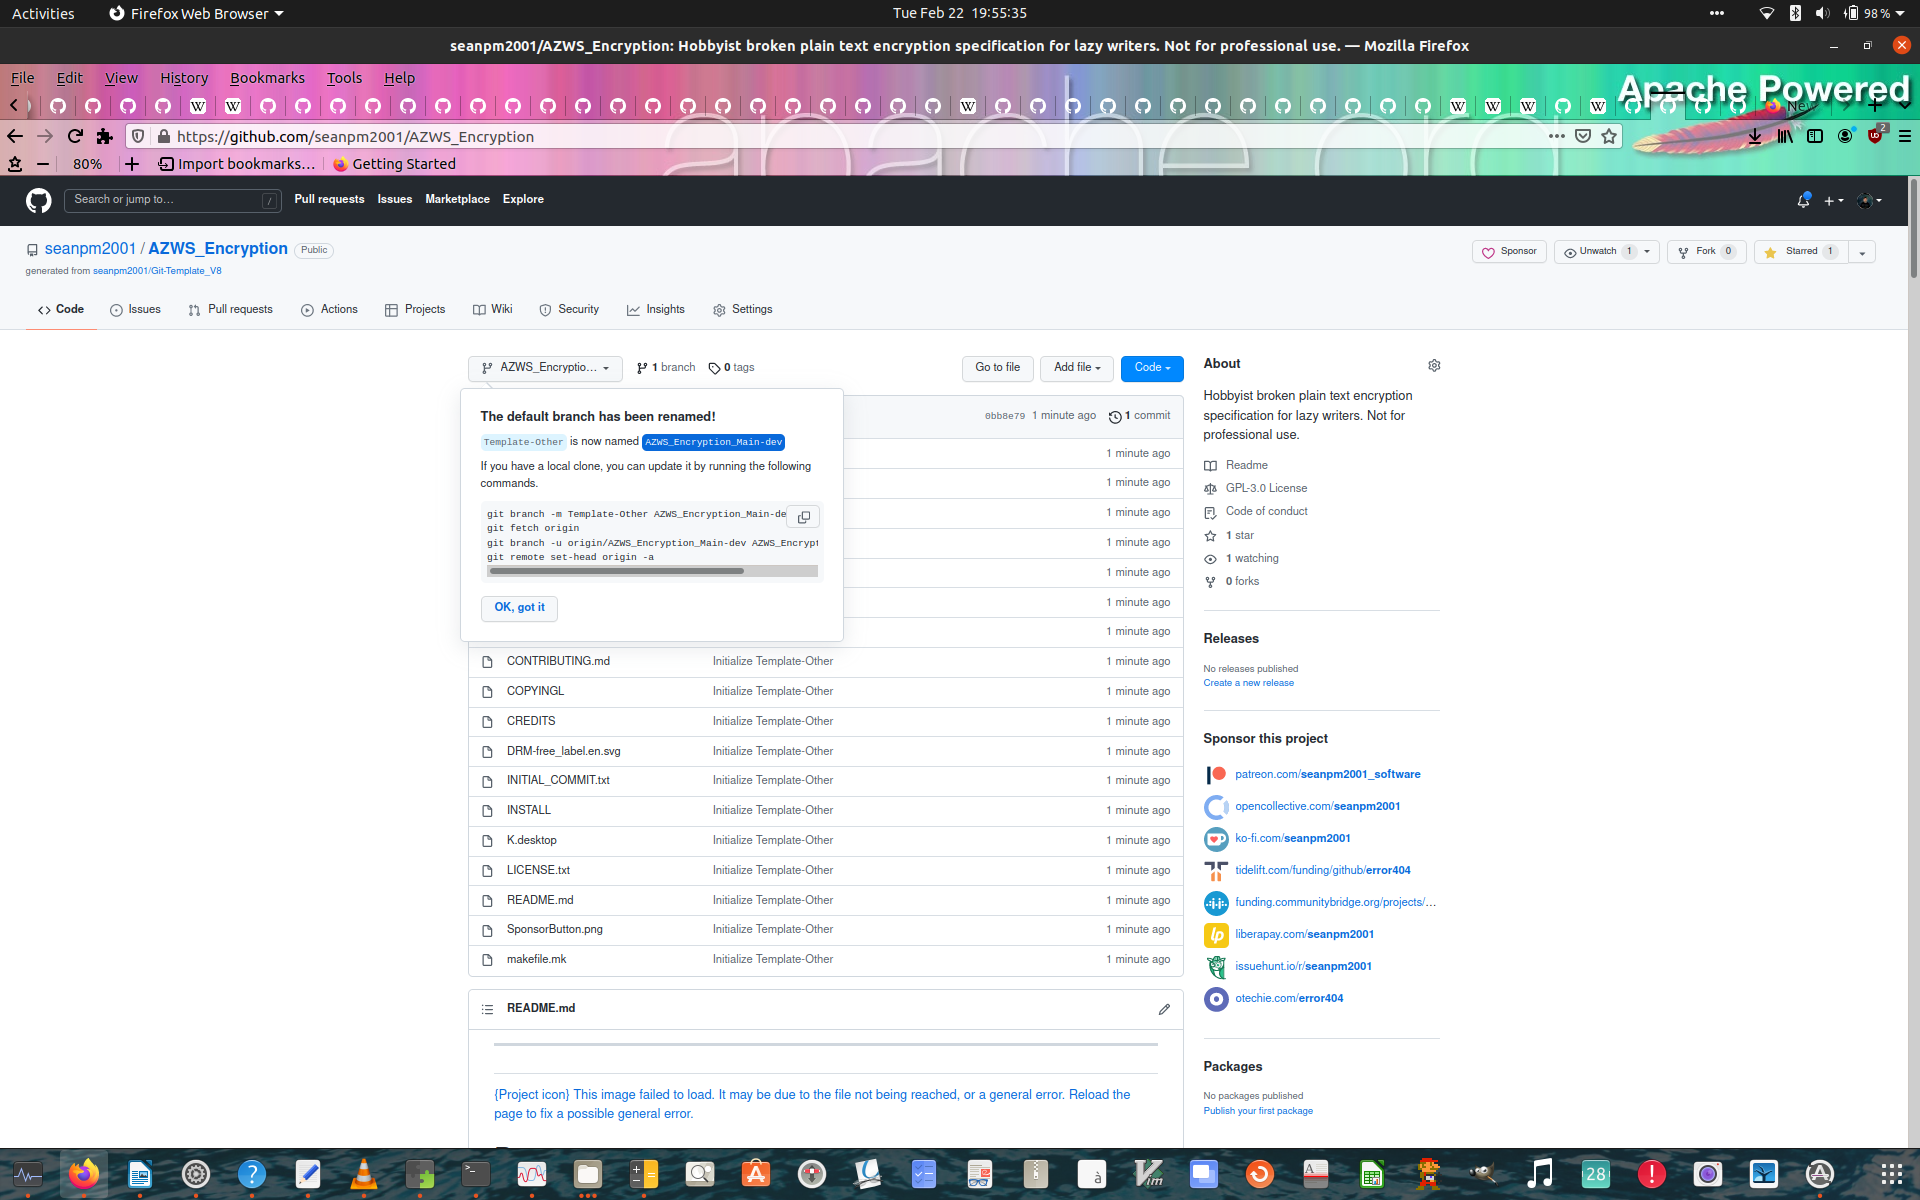 Activities
Firefox Web Browser
Tue Feb 22 19:55:35
98 %
seanpm2001/AZWS_Encryption: Hobbyist broken plain text encryption specification for lazy writers. Not for professional use. — Mozilla Firefox
File Edit View History Bookmarks Tools Help
Apache Powered
New
https://github.com/seanpm2001/AZWS_Encryption
2
80%
Import bookmarks...
Getting Started
Search or jump to...
/
Pull requests Issues Marketplace Explore
seanpm2001 / AZWS_Encryption Public
generated from seanpm2001/Git-Template_V8
Sponsor
Unwatch 1
Fork 0
Starred 1
Code Issues Pull requests Actions Projects Wiki Security Insights Settings
AZWS_Encryptio...
1 branch
0 tags
Go to file
Add file
Code
The default branch has been renamed!
Template-Other is now named AZWS_Encryption_Main-dev
If you have a local clone, you can update it by running the following
commands.
git branch -m Template-Other AZWS_Encryption_Main-de
git fetch origin
git branch -u origin/AZWS_Encryption_Main-dev AZWS_Encrypt
git remote set-head origin -a
OK, got it
0bb8e79 1 minute ago 1 commit
1 minute ago
1 minute ago
1 minute ago
1 minute ago
1 minute ago
1 minute ago
1 minute ago
CONTRIBUTING.md Initialize Template-Other 1 minute ago
COPYINGL Initialize Template-Other 1 minute ago
CREDITS Initialize Template-Other 1 minute ago
DRM-free_label.en.svg Initialize Template-Other 1 minute ago
INITIAL_COMMIT.txt Initialize Template-Other 1 minute ago
INSTALL Initialize Template-Other 1 minute ago
K.desktop Initialize Template-Other 1 minute ago
LICENSE.txt Initialize Template-Other 1 minute ago
README.md Initialize Template-Other 1 minute ago
SponsorButton.png Initialize Template-Other 1 minute ago
makefile.mk Initialize Template-Other 1 minute ago
README.md
{Project icon} This image failed to load. It may be due to the file not being reached, or a general error. Reload the
page to fix a possible general error.
About
Hobbyist broken plain text encryption
specification for lazy writers. Not for
professional use.
Readme
GPL-3.0 License
Code of conduct
1 star
1 watching
0 forks
Releases
No releases published
Create a new release
Sponsor this project
patreon.com/seanpm2001_software
opencollective.com/seanpm2001
ko-fi.com/seanpm2001
tidelift.com/funding/github/error404
funding.communitybridge.org/projects/...
liberapay.com/seanpm2001
issuehunt.io/r/seanpm2001
otechie.com/error404
Packages
No packages published
Publish your first package
28